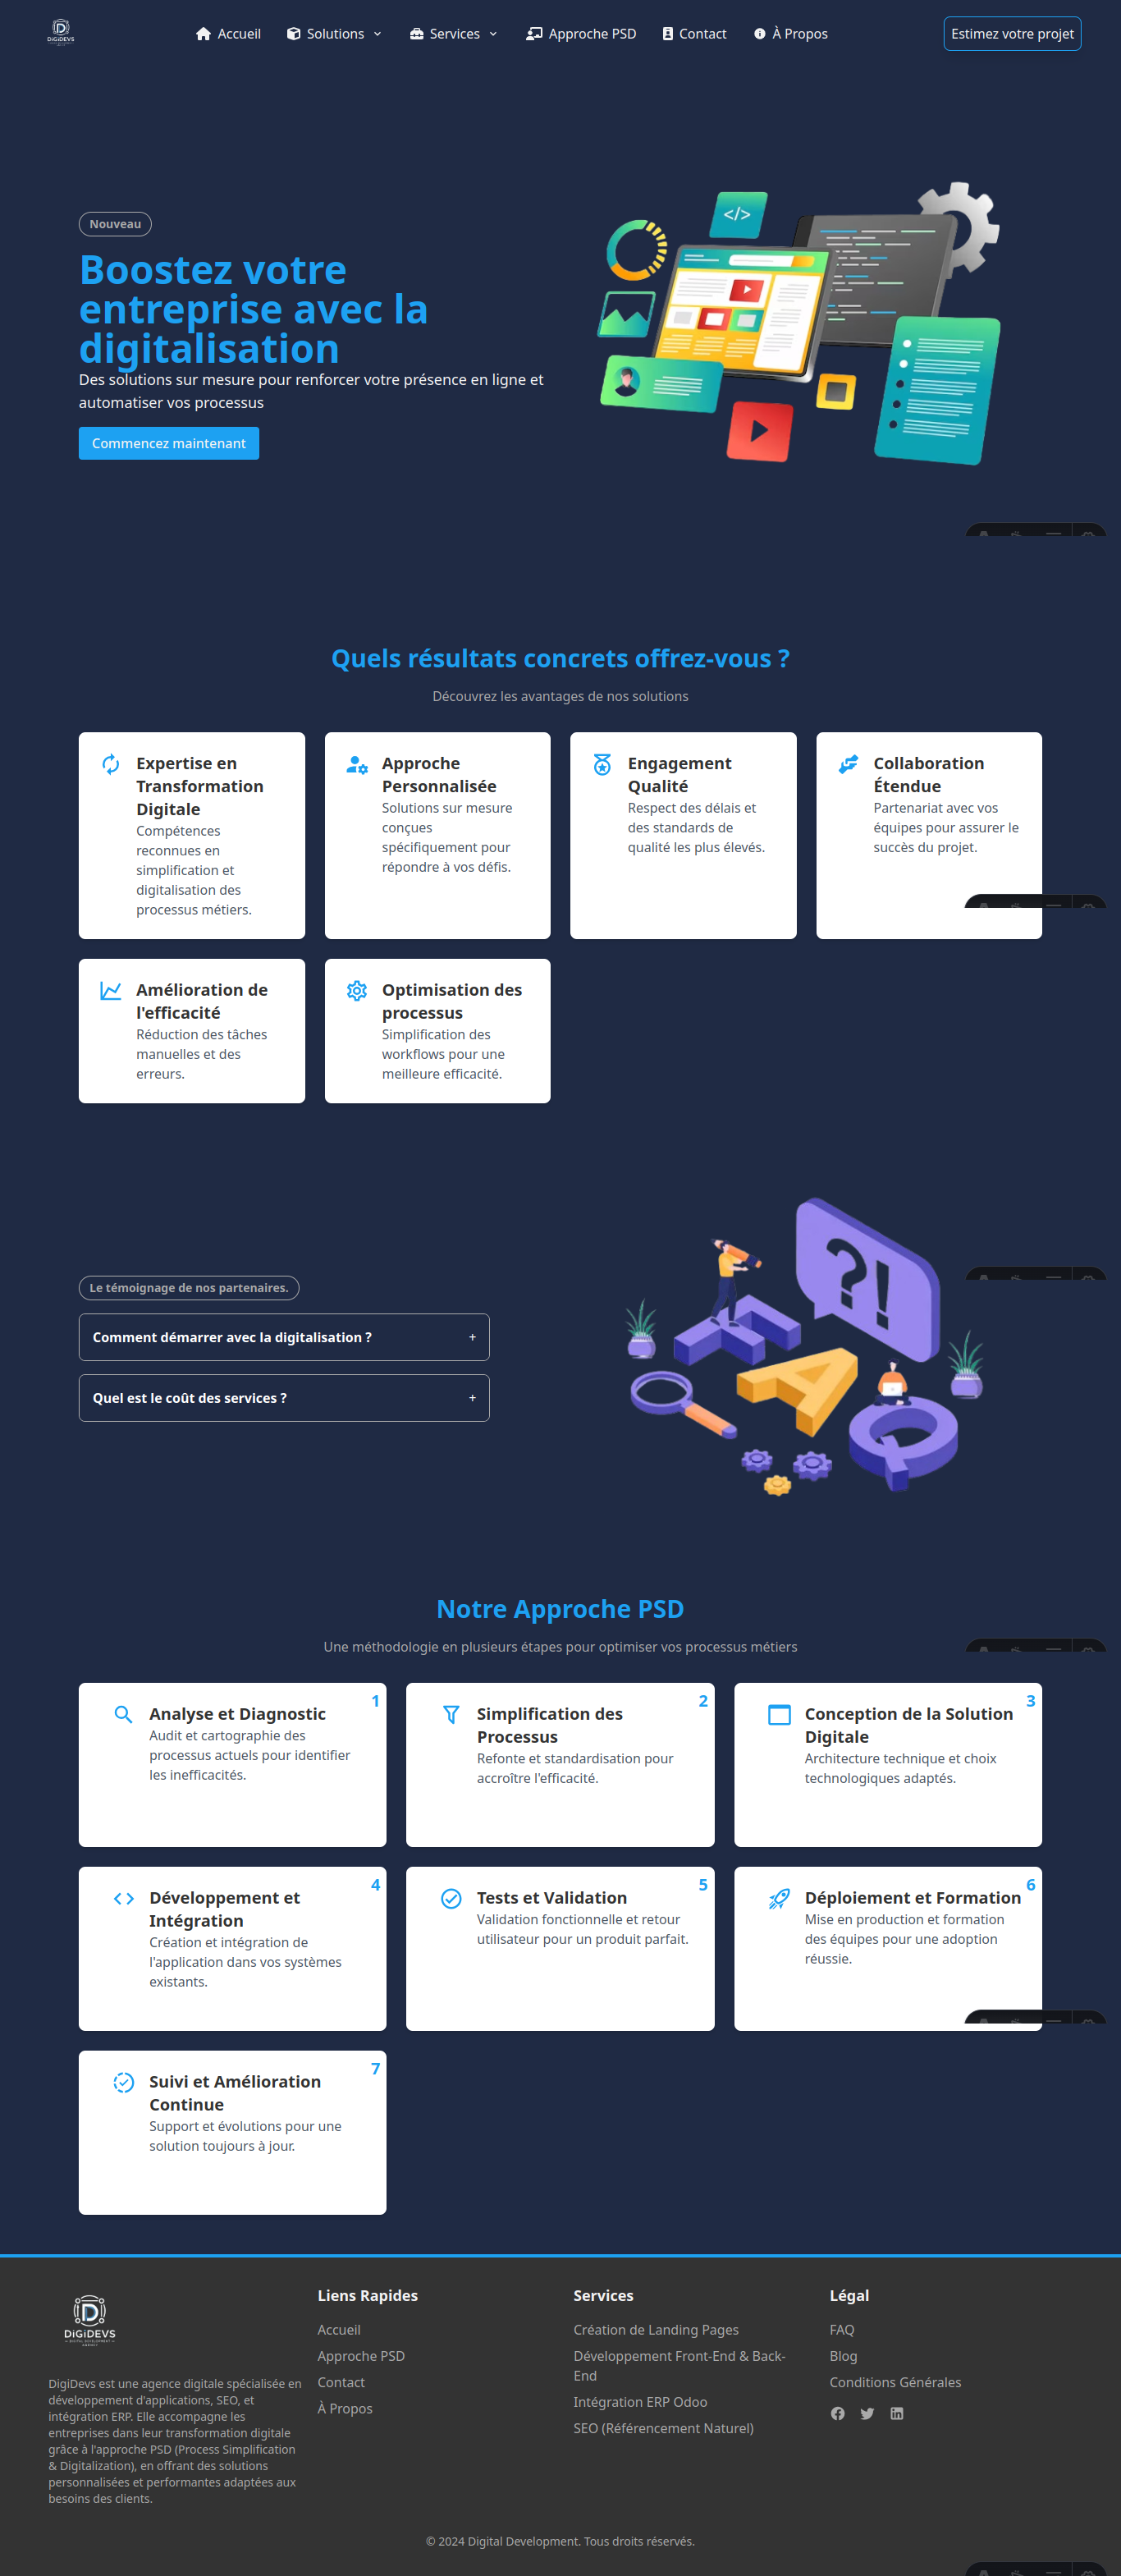 DiGiDEVS
Accueil
Solutions
Services
Approche PSD
Contact
À Propos
Estimez votre projet
Nouveau
Boostez votre
entreprise avec la
digitalisation
Des solutions sur mesure pour renforcer votre présence en ligne et
automatiser vos processus
Commencez maintenant
</>
Quels résultats concrets offrez-vous ?
Découvrez les avantages de nos solutions
Expertise en
Transformation
Digitale
Compétences
reconnues en
simplification et
digitalisation des
processus métiers.
Approche
Personnalisée
Solutions sur mesure
conçues
spécifiquement pour
répondre à vos défis.
Engagement
Qualité
Respect des délais et
des standards de
qualité les plus élevés.
Collaboration
Étendue
Partenariat avec vos
équipes pour assurer le
succès du projet.
Amélioration de
l'efficacité
Réduction des tâches
manuelles et des
erreurs.
Optimisation des
processus
Simplification des
workflows pour une
meilleure efficacité.
Le témoignage de nos partenaires.
Comment démarrer avec la digitalisation ? +
Quel est le coût des services ? +
?!
F
A
Q
Notre Approche PSD
Une méthodologie en plusieurs étapes pour optimiser vos processus métiers
1
Analyse et Diagnostic
Audit et cartographie des
processus actuels pour identifier
les inefficacités.
2
Simplification des
Processus
Refonte et standardisation pour
accroître l'efficacité.
3
Conception de la Solution
Digitale
Architecture technique et choix
technologiques adaptés.
4
Développement et
Intégration
Création et intégration de
l'application dans vos systèmes
existants.
5
Tests et Validation
Validation fonctionnelle et retour
utilisateur pour un produit parfait.
6
Déploiement et Formation
Mise en production et formation
des équipes pour une adoption
réussie.
7
Suivi et Amélioration
Continue
Support et évolutions pour une
solution toujours à jour.
DiGiDEVS
DigiDevs est une agence digitale spécialisée en
développement d'applications, SEO, et
intégration ERP. Elle accompagne les
entreprises dans leur transformation digitale
grâce à l'approche PSD (Process Simplification
& Digitalization), en offrant des solutions
personnalisées et performantes adaptées aux
besoins des clients.
Liens Rapides
Accueil
Approche PSD
Contact
À Propos
Services
Création de Landing Pages
Développement Front-End & Back-
End
Intégration ERP Odoo
SEO (Référencement Naturel)
Légal
FAQ
Blog
Conditions Générales
© 2024 Digital Development. Tous droits réservés.